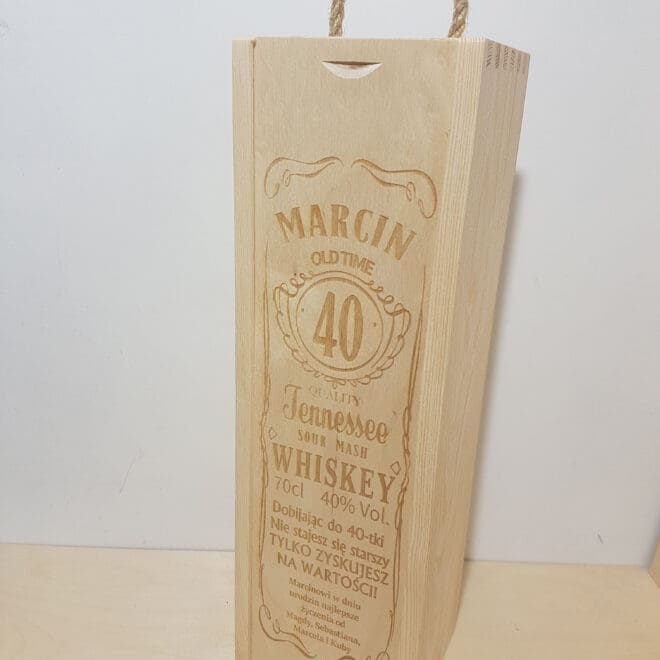 MARCIN
OLD TIME
40
QUALITY
Tennessee
SOUR MASH
WHISKEY
70cl 40% Vol.
Dobijając do 40-tki
Nie stajesz się starszy
TYLKO ZYSKUJESZ
NA WARTOŚCI!
Marcinowi w dniu
urodzin najlepsze
życzenia od
Magdy, Sebastiana,
Marcela i Kuby